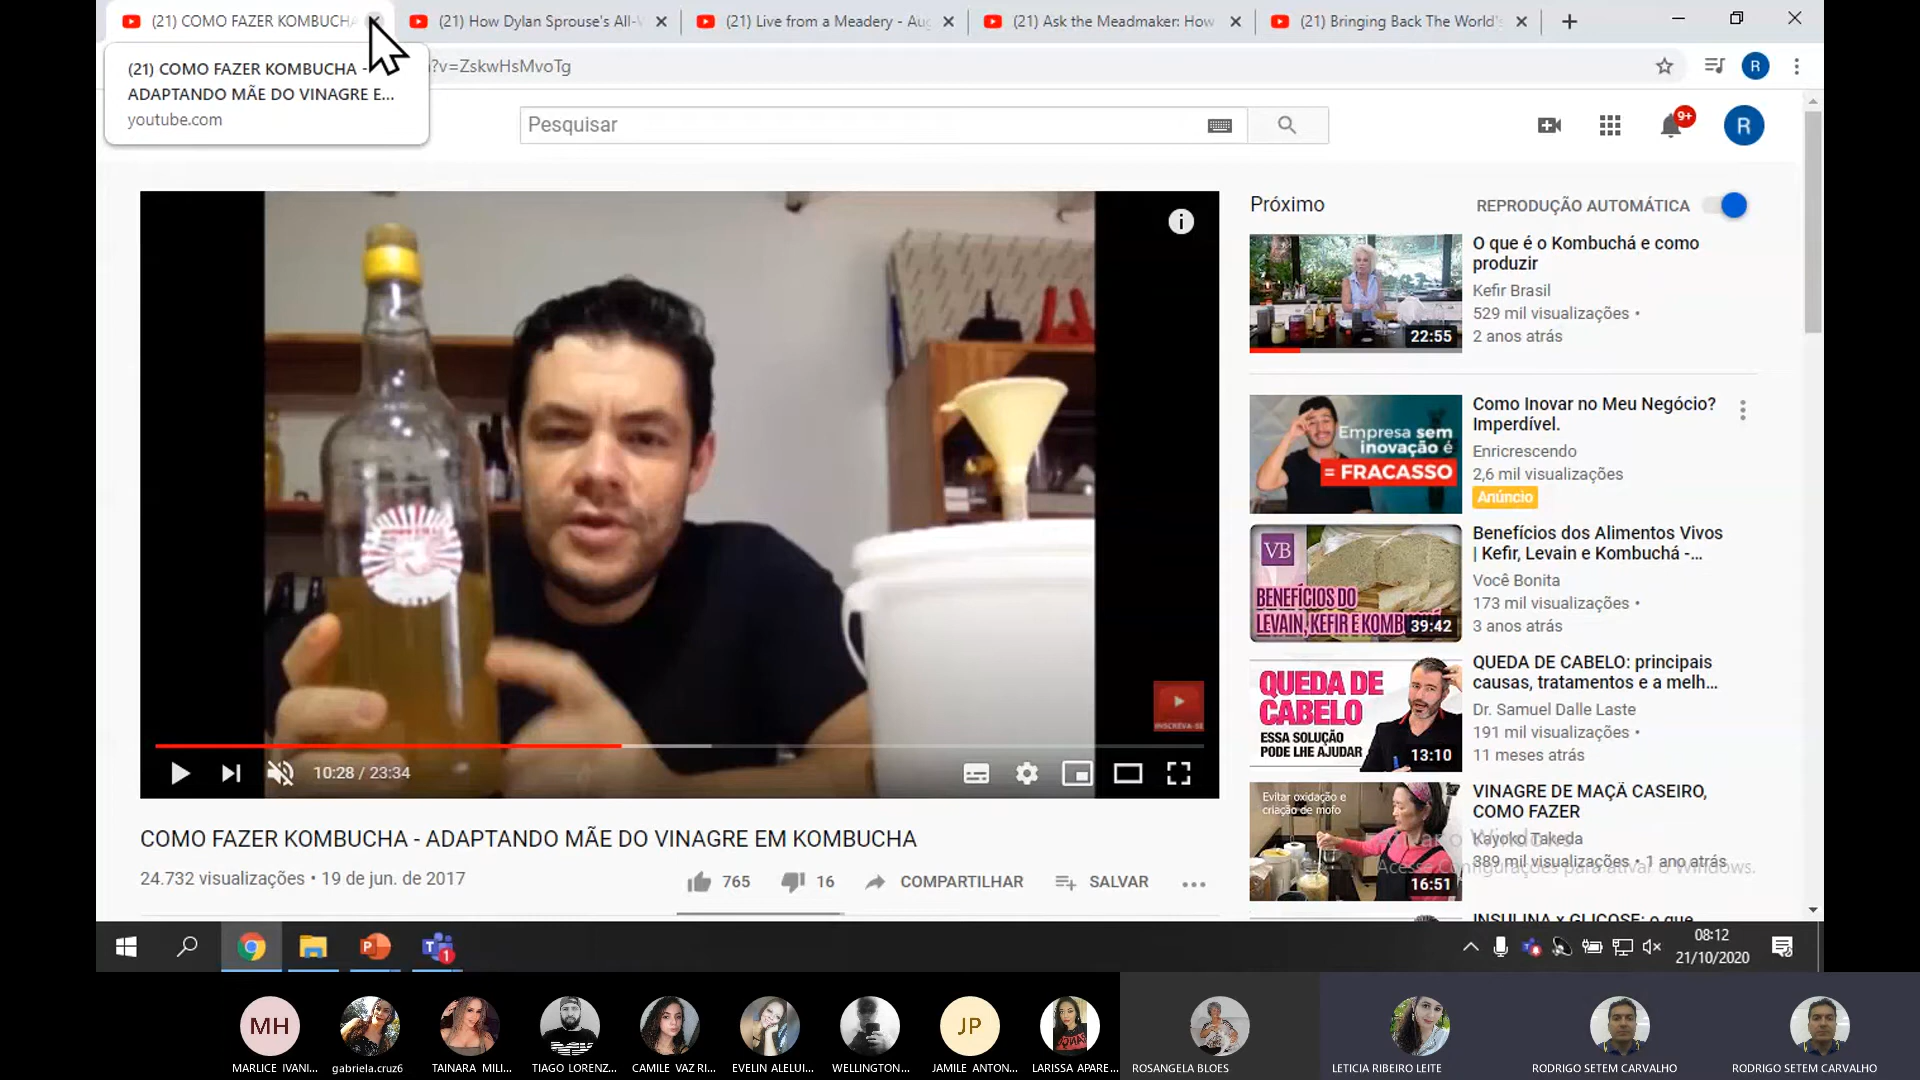 (21) COMO FAZER KOMBUCHA
(21) How Dylan Sprouse's All-
(21) Live from a Meadery - Au
(21) Ask the Meadmaker: How
(21) Bringing Back The World's
(21) COMO FAZER KOMBUCHA -
ADAPTANDO MÃE DO VINAGRE E...
youtube.com
?v=ZskwHsMvoTg
R
Pesquisar
9+
R
Próximo
REPRODUÇÃO AUTOMÁTICA
22:55
O que é o Kombuchá e como
produzir
Kefir Brasil
529 mil visualizações •
2 anos atrás
Empresa sem
inovação é
= FRACASSO
Como Inovar no Meu Negócio?
Imperdível.
Enricrescendo
2,6 mil visualizações
Anúncio
VB
BENEFÍCIOS DO
LEVAIN, KEFIR E KOMB
39:42
Benefícios dos Alimentos Vivos
| Kefir, Levain e Kombuchá -...
Você Bonita
173 mil visualizações •
3 anos atrás
QUEDA DE
CABELO:
ESSA SOLUÇÃO
PODE LHE AJUDAR
13:10
QUEDA DE CABELO: principais
causas, tratamentos e a melh...
Dr. Samuel Dalle Laste
191 mil visualizações •
11 meses atrás
Evitar oxidação e
criação de mofo
16:51
VINAGRE DE MAÇÃ CASEIRO,
COMO FAZER
Kayoko Takeda
389 mil visualizações • 1 ano atrás
Acesse Configurações para ativar o Windows.
INSULINA x GLICOSE: o que
INSCREVA-SE
10:28 / 23:34
COMO FAZER KOMBUCHA - ADAPTANDO MÃE DO VINAGRE EM KOMBUCHA
24.732 visualizações • 19 de jun. de 2017
765
16
COMPARTILHAR
SALVAR
1
08:12
21/10/2020
MH
JP
MARLICE IVANI...
gabriela.cruz6
TAINARA MILI...
TIAGO LORENZ...
CAMILE VAZ RI...
EVELIN ALELUI...
WELLINGTON...
JAMILE ANTON...
LARISSA APARE...
ROSANGELA BLOES
LETICIA RIBEIRO LEITE
RODRIGO SETEM CARVALHO
RODRIGO SETEM CARVALHO